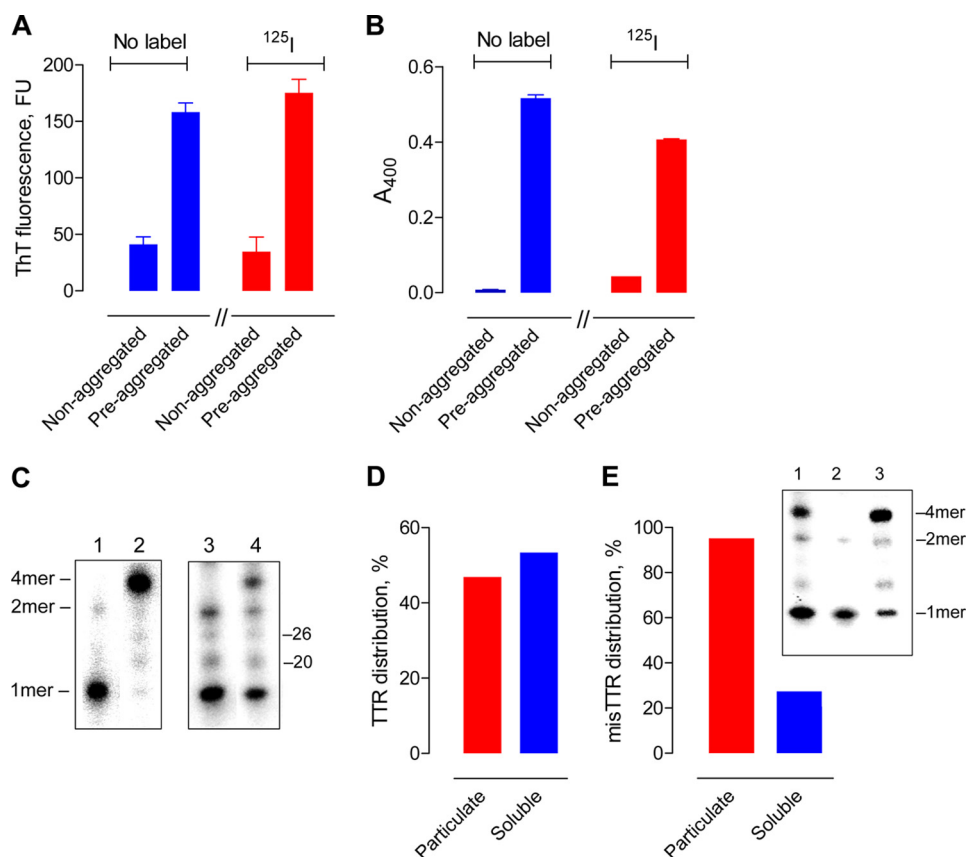 A
No label
¹²⁵I
ThT fluorescence, FU
200
150
100
50
0
Non-aggregated
Pre-aggregated
//
Non-aggregated
Pre-aggregated
B
No label
¹²⁵I
A₄₀₀
0.6
0.4
0.2
0.0
Non-aggregated
Pre-aggregated
//
Non-aggregated
Pre-aggregated
C
1 2 3 4
4mer –
2mer –
1mer –
–26
–20
D
TTR distribution, %
60
40
20
0
Particulate
Soluble
E
misTTR distribution, %
100
80
60
40
20
0
Particulate
Soluble
1 2 3
–4mer
–2mer
–1mer